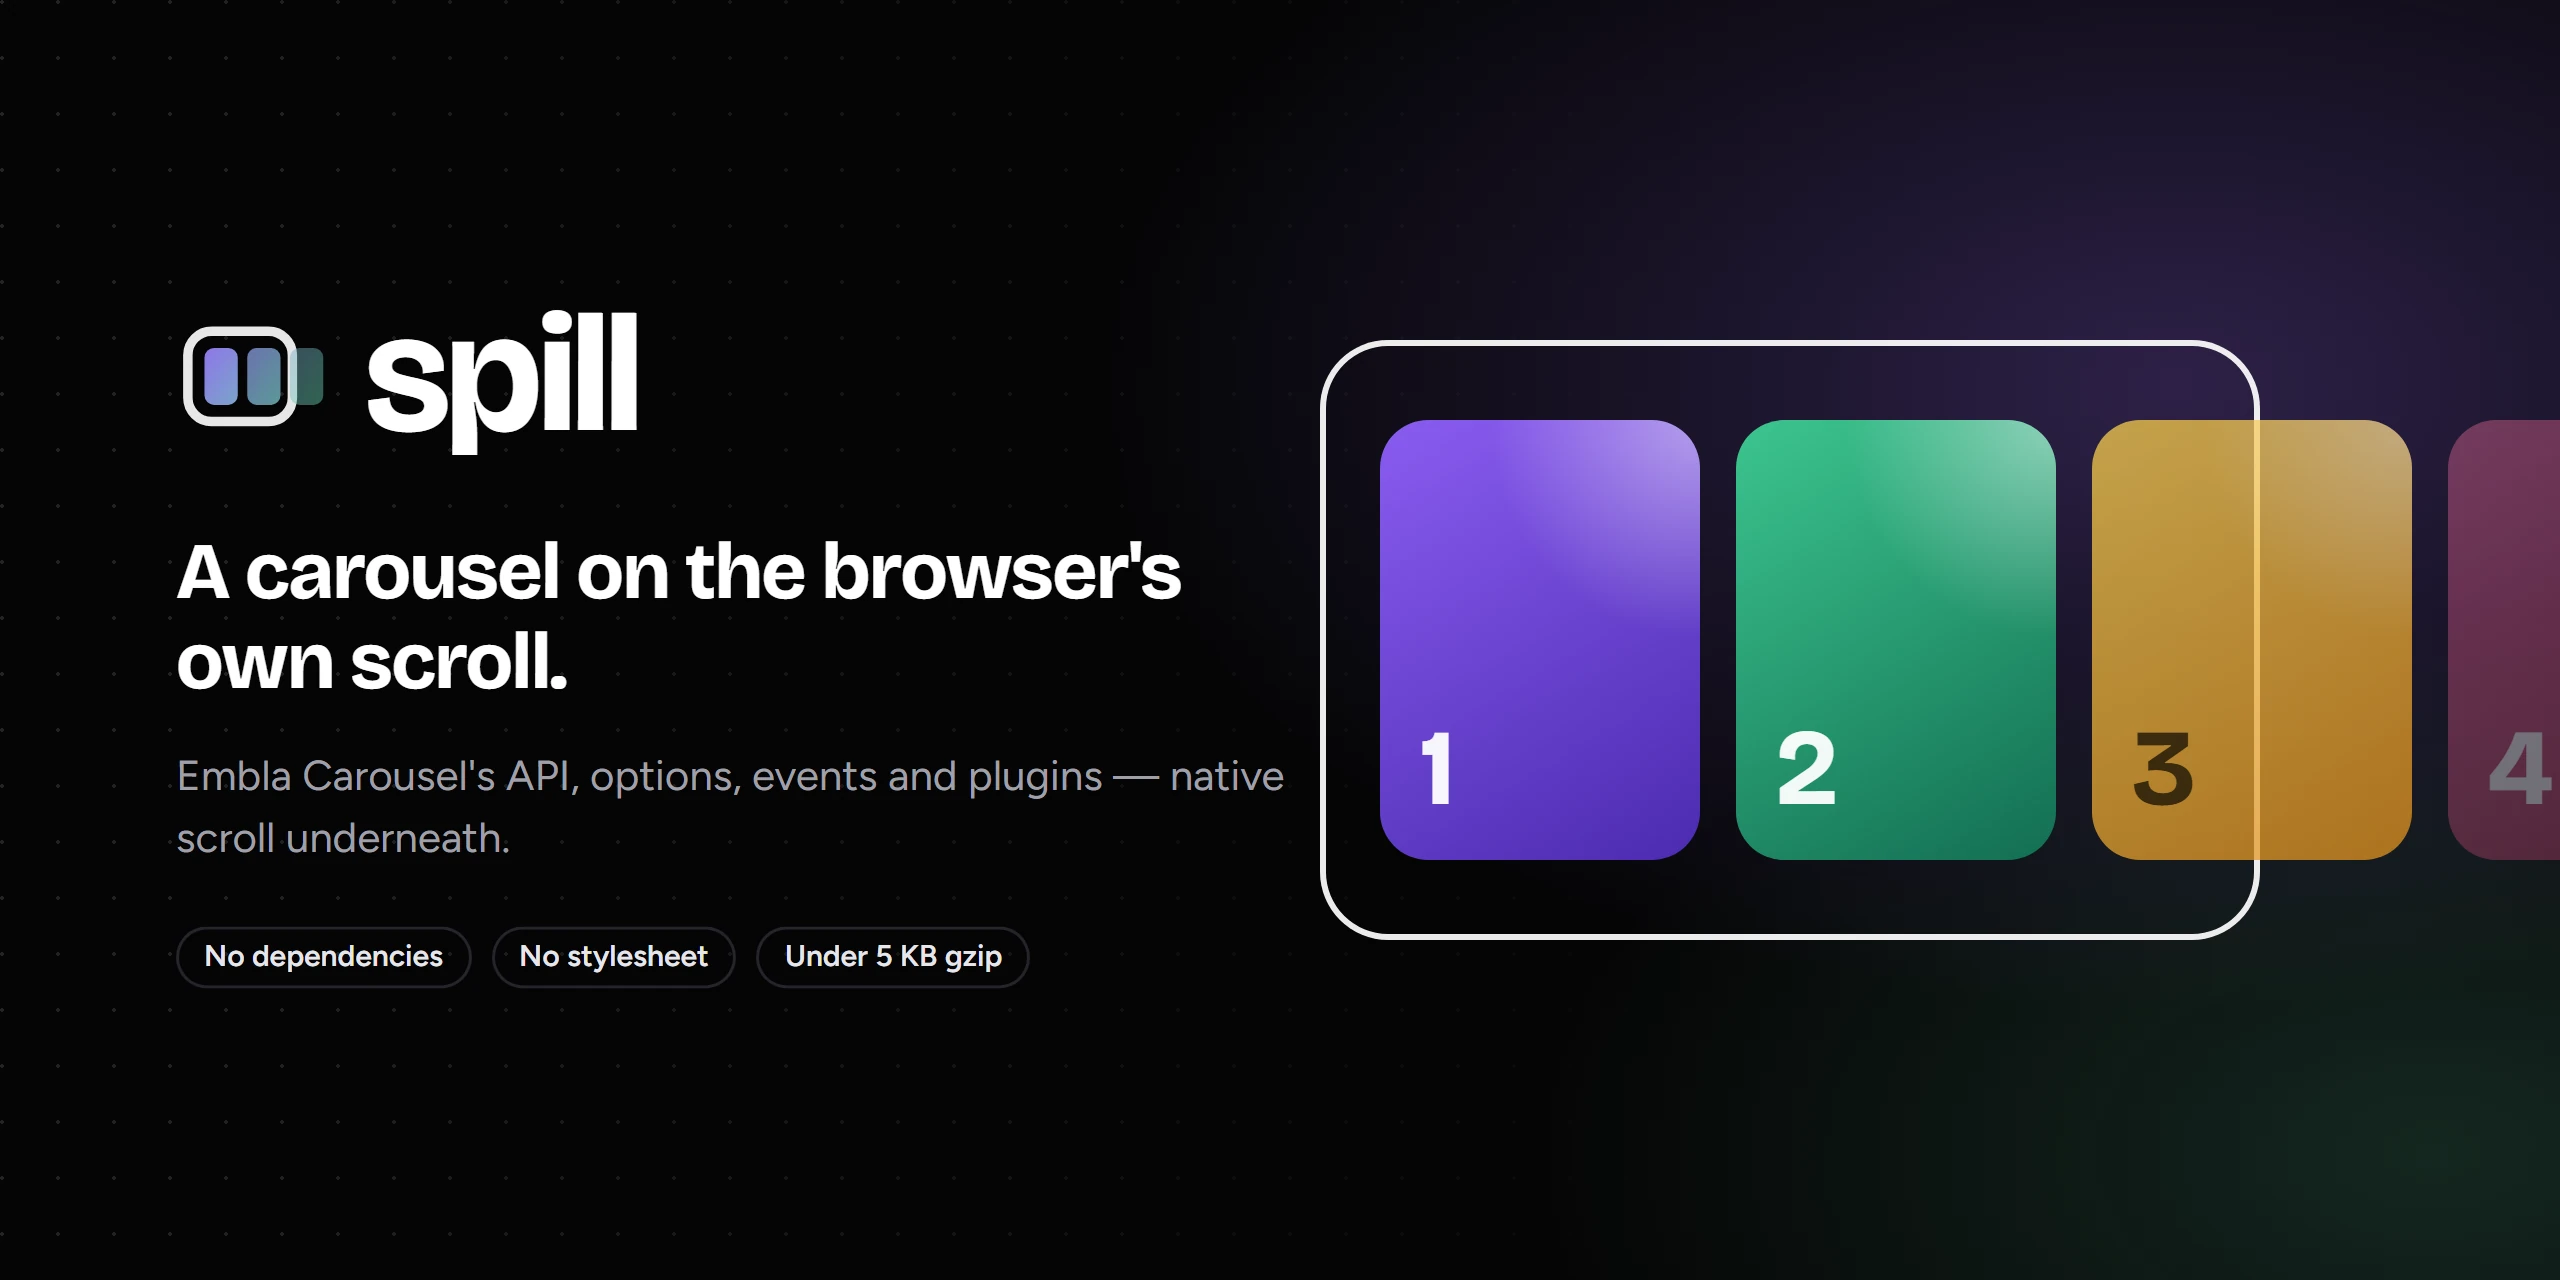 spill
A carousel on the browser's
own scroll.
Embla Carousel's API, options, events and plugins — native
scroll underneath.
No dependencies
No stylesheet
Under 5 KB gzip
1
2
3
4